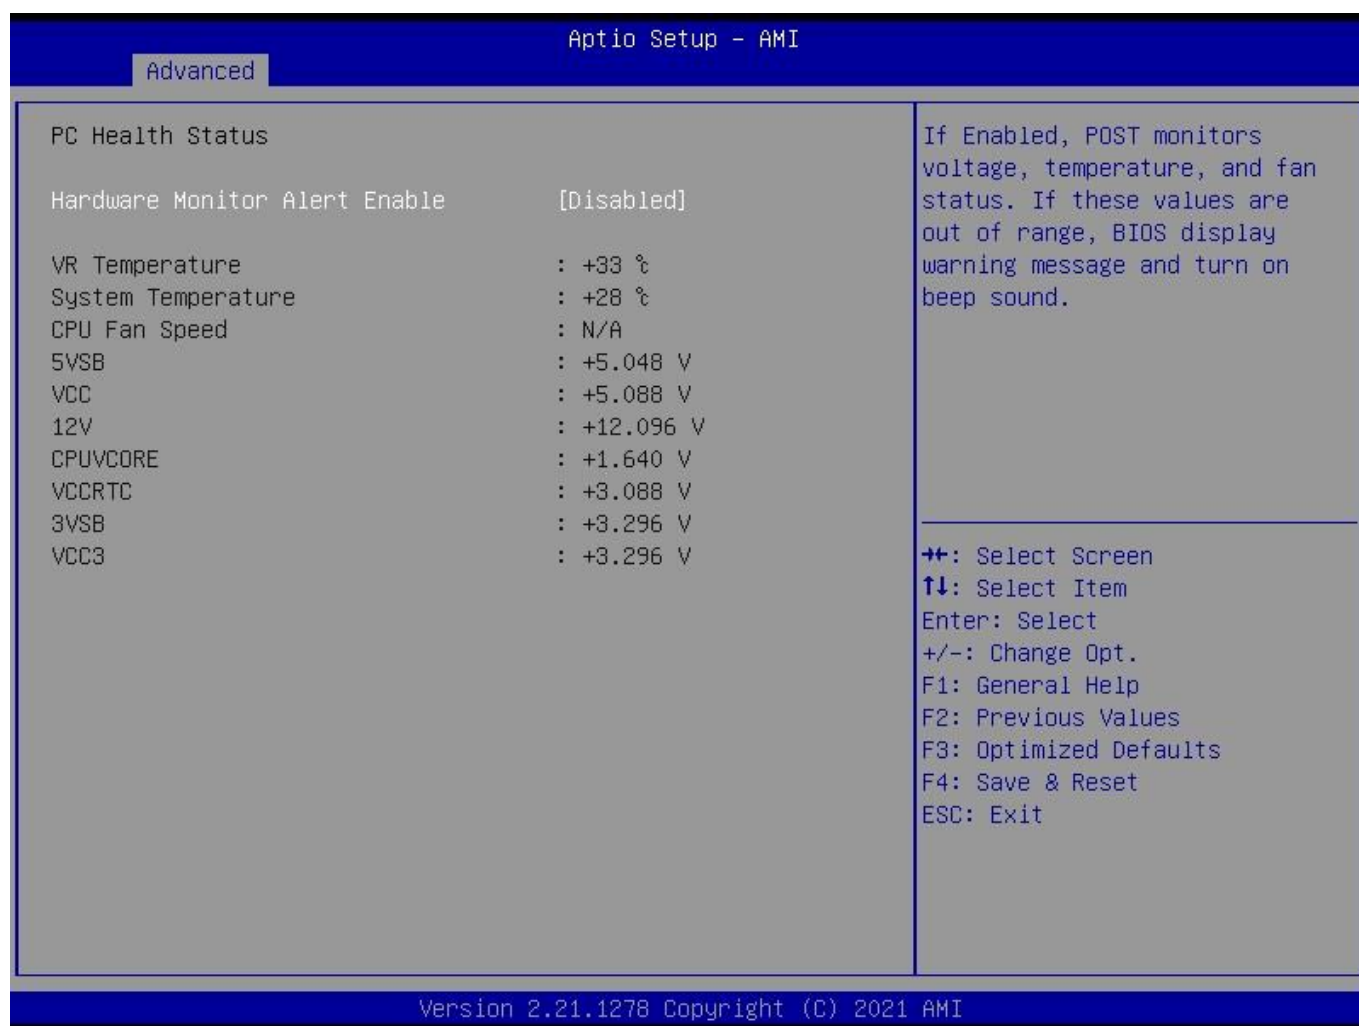 Aptio Setup – AMI
Advanced
PC Health Status
Hardware Monitor Alert Enable [Disabled]
VR Temperature : +33 ℃
System Temperature : +28 ℃
CPU Fan Speed : N/A
5VSB : +5.048 V
VCC : +5.088 V
12V : +12.096 V
CPUVCORE : +1.640 V
VCCRTC : +3.088 V
3VSB : +3.296 V
VCC3 : +3.296 V
If Enabled, POST monitors
voltage, temperature, and fan
status. If these values are
out of range, BIOS display
warning message and turn on
beep sound.
→←: Select Screen
↑↓: Select Item
Enter: Select
+/-: Change Opt.
F1: General Help
F2: Previous Values
F3: Optimized Defaults
F4: Save & Reset
ESC: Exit
Version 2.21.1278 Copyright (C) 2021 AMI